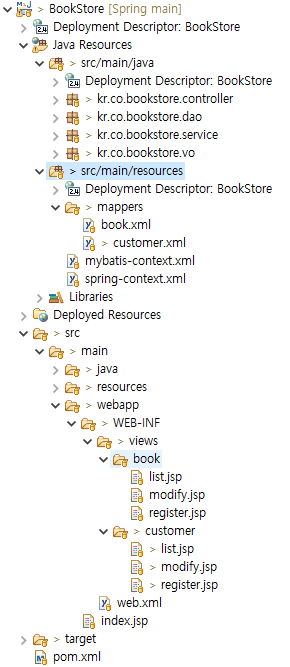 > BookStore [Spring main]
Deployment Descriptor: BookStore
Java Resources
> src/main/java
Deployment Descriptor: BookStore
> kr.co.bookstore.controller
> kr.co.bookstore.dao
> kr.co.bookstore.service
> kr.co.bookstore.vo
> src/main/resources
Deployment Descriptor: BookStore
> mappers
book.xml
> customer.xml
mybatis-context.xml
spring-context.xml
Libraries
Deployed Resources
> src
> main
> java
> resources
> webapp
> WEB-INF
> views
book
list.jsp
modify.jsp
register.jsp
> customer
> list.jsp
> modify.jsp
> register.jsp
web.xml
index.jsp
> target
pom.xml